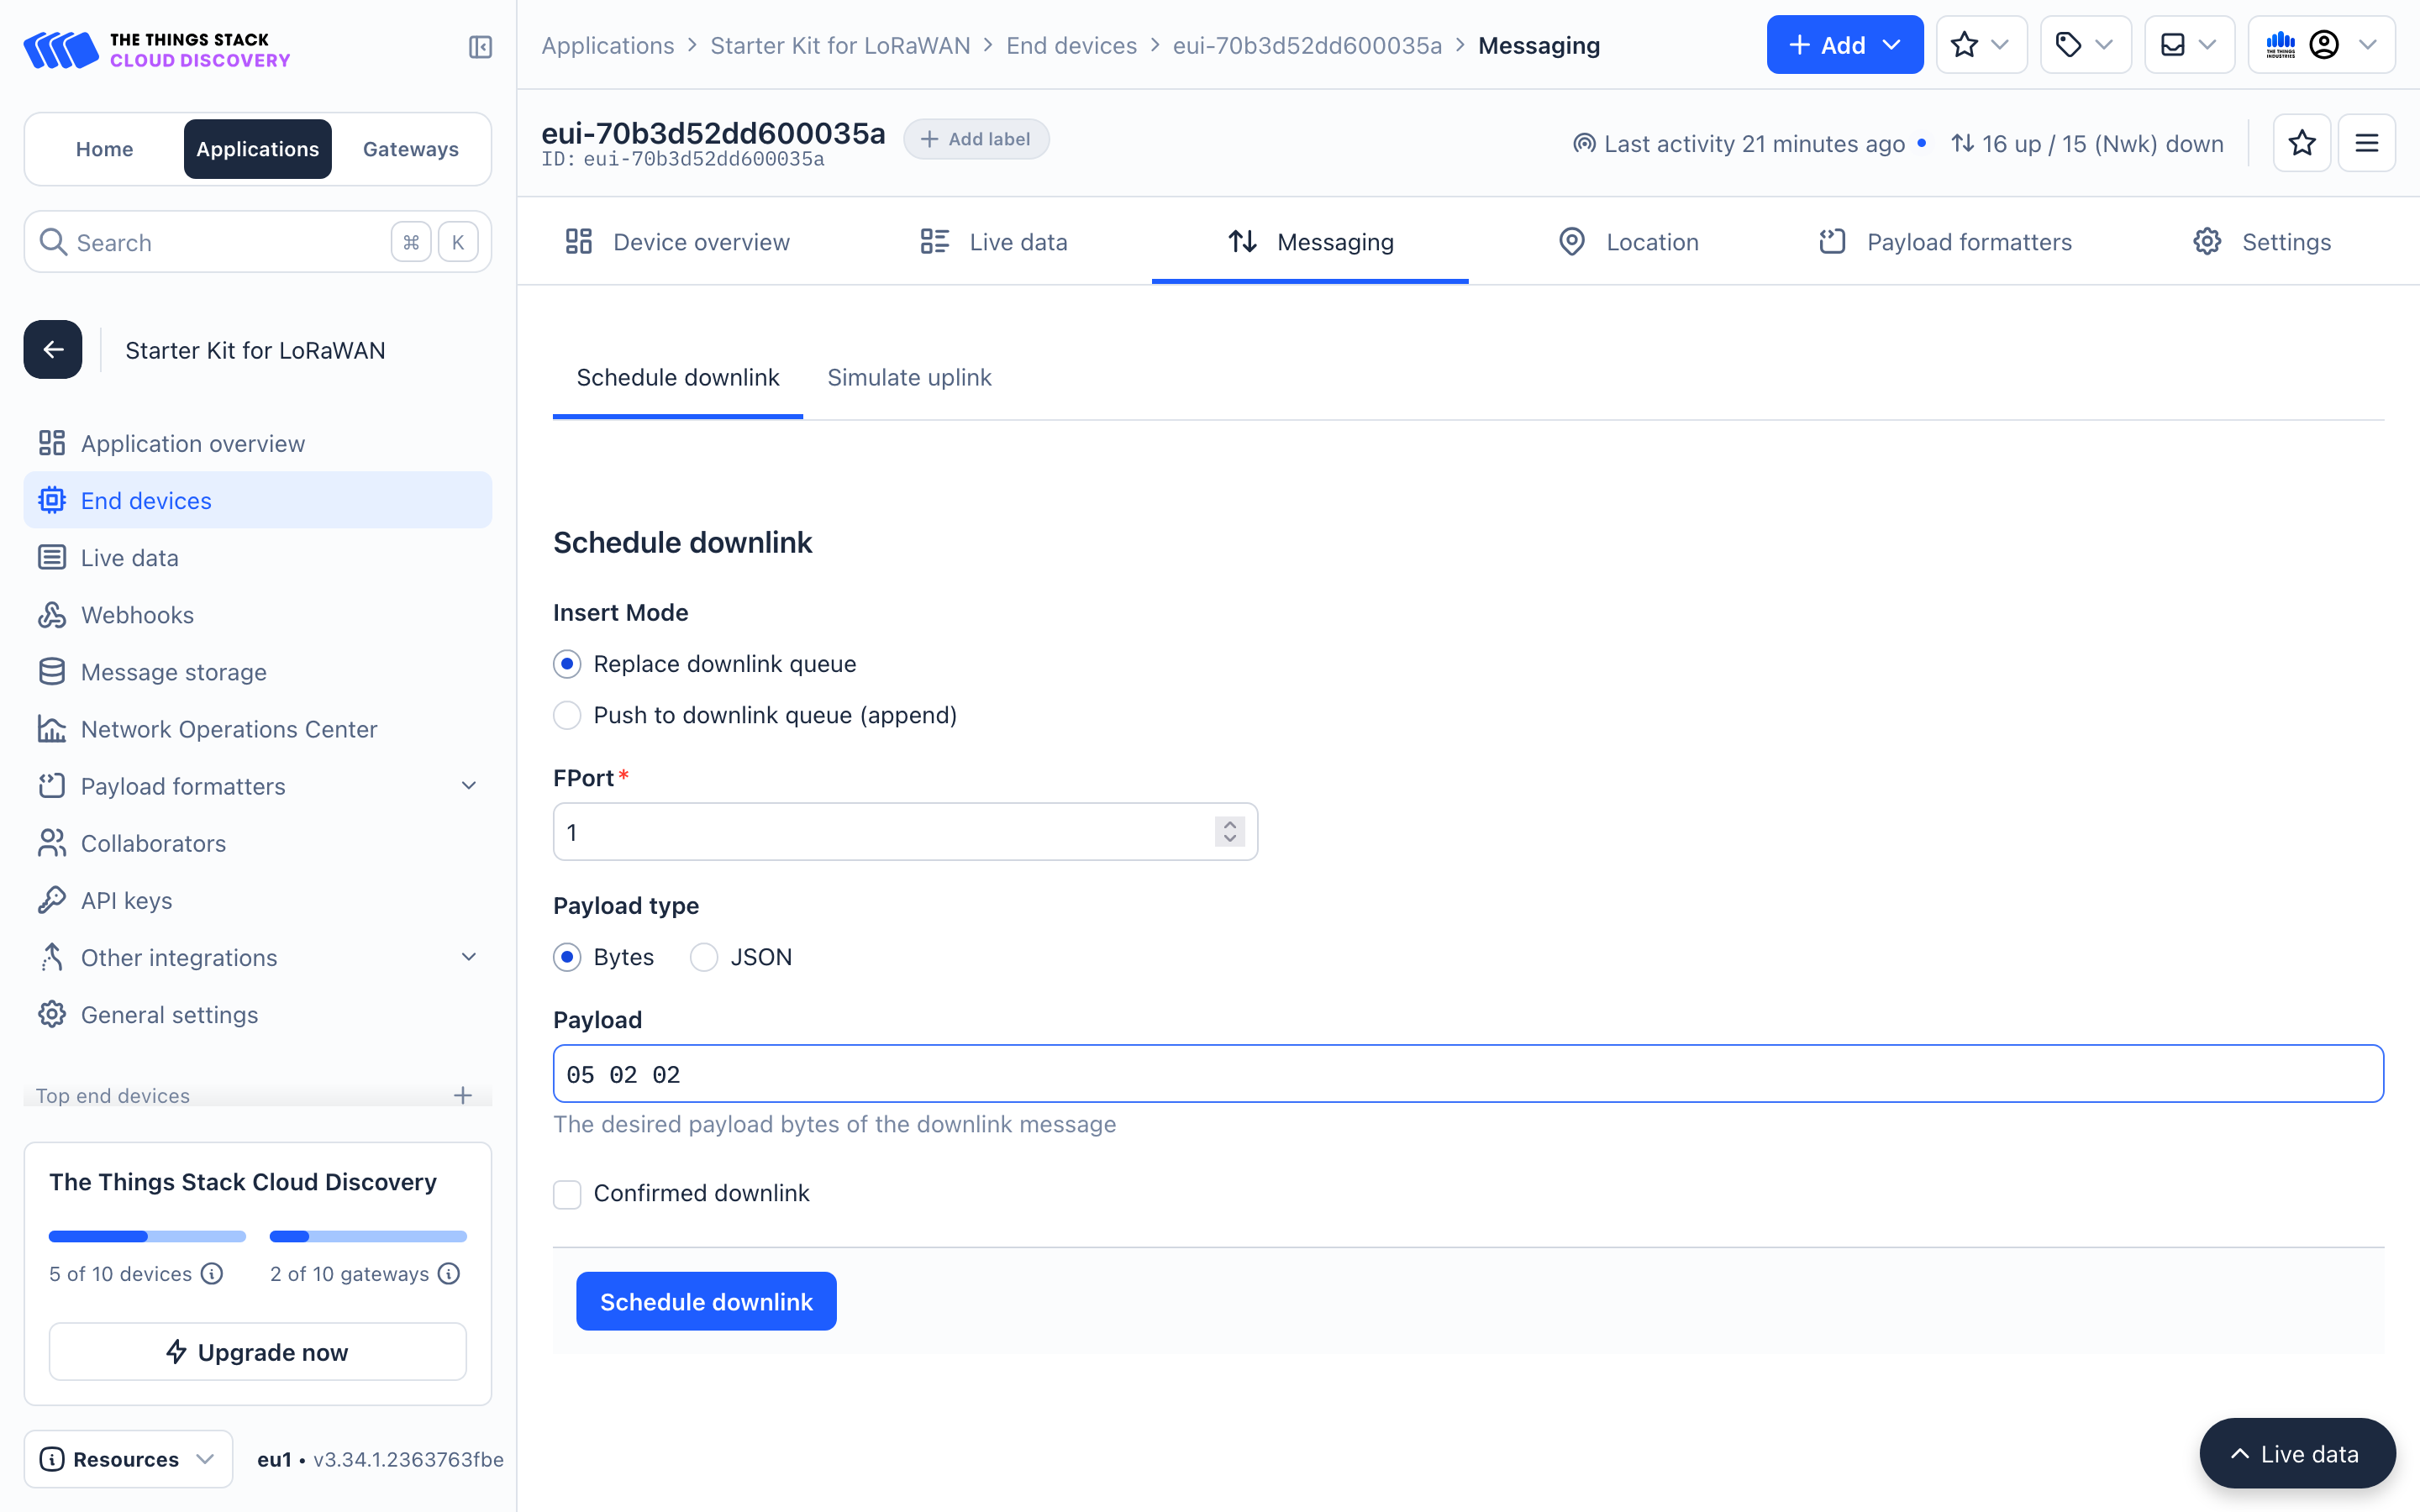 THE THINGS STACK
CLOUD DISCOVERY
Home
Applications
Gateways
Search
⌘
K
Starter Kit for LoRaWAN
Application overview
End devices
Live data
Webhooks
Message storage
Network Operations Center
Payload formatters
Collaborators
API keys
Other integrations
General settings
Top end devices
The Things Stack Cloud Discovery
5 of 10 devices
2 of 10 gateways
Upgrade now
Resources
eu1 • v3.34.1.2363763fbe
Applications > Starter Kit for LoRaWAN > End devices > eui-70b3d52dd600035a > Messaging
+ Add
THE THINGS
INDUSTRIES
eui-70b3d52dd600035a
+ Add label
ID: eui-70b3d52dd600035a
Last activity 21 minutes ago •
16 up / 15 (Nwk) down
Device overview
Live data
Messaging
Location
Payload formatters
Settings
Schedule downlink
Simulate uplink
Schedule downlink
Insert Mode
Replace downlink queue
Push to downlink queue (append)
FPort*
1
Payload type
Bytes
JSON
Payload
05 02 02
The desired payload bytes of the downlink message
Confirmed downlink
Schedule downlink
Live data